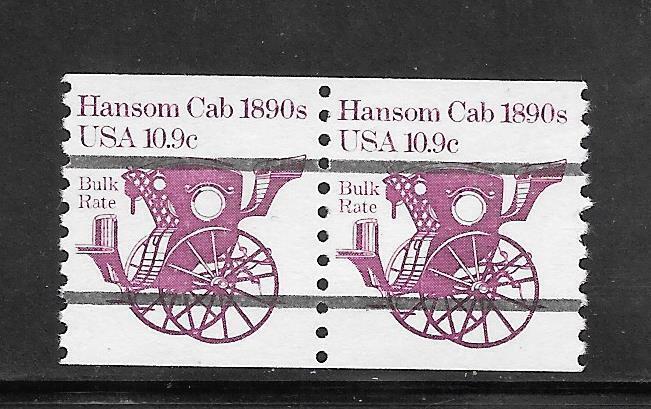 Hansom Cab 1890s
USA 10.9c
Bulk
Rate
Hansom Cab 1890s
USA 10.9c
Bulk
Rate